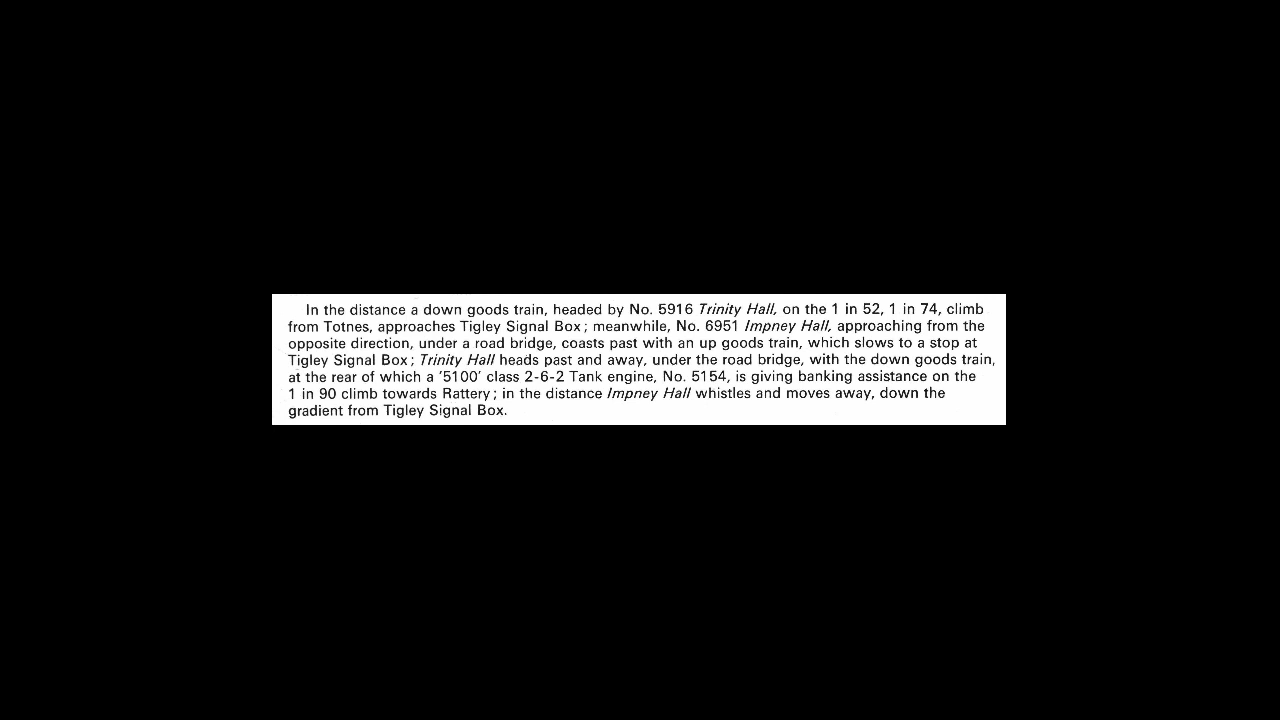 In the distance a down goods train, headed by No. 5916 Trinity Hall, on the 1 in 52, 1 in 74, climb
from Totnes, approaches Tigley Signal Box; meanwhile, No. 6951 Impney Hall, approaching from the
opposite direction, under a road bridge, coasts past with an up goods train, which slows to a stop at
Tigley Signal Box; Trinity Hall heads past and away, under the road bridge, with the down goods train,
at the rear of which a '5100' class 2-6-2 Tank engine, No. 5154, is giving banking assistance on the
1 in 90 climb towards Rattery; in the distance Impney Hall whistles and moves away, down the
gradient from Tigley Signal Box.